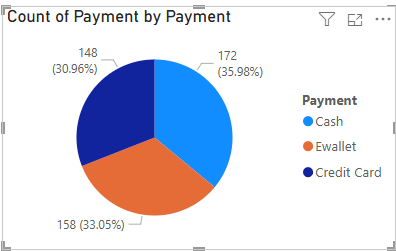 Count of Payment by Payment
148
(30.96%)
172
(35.98%)
158 (33.05%)
Payment
Cash
Ewallet
Credit Card